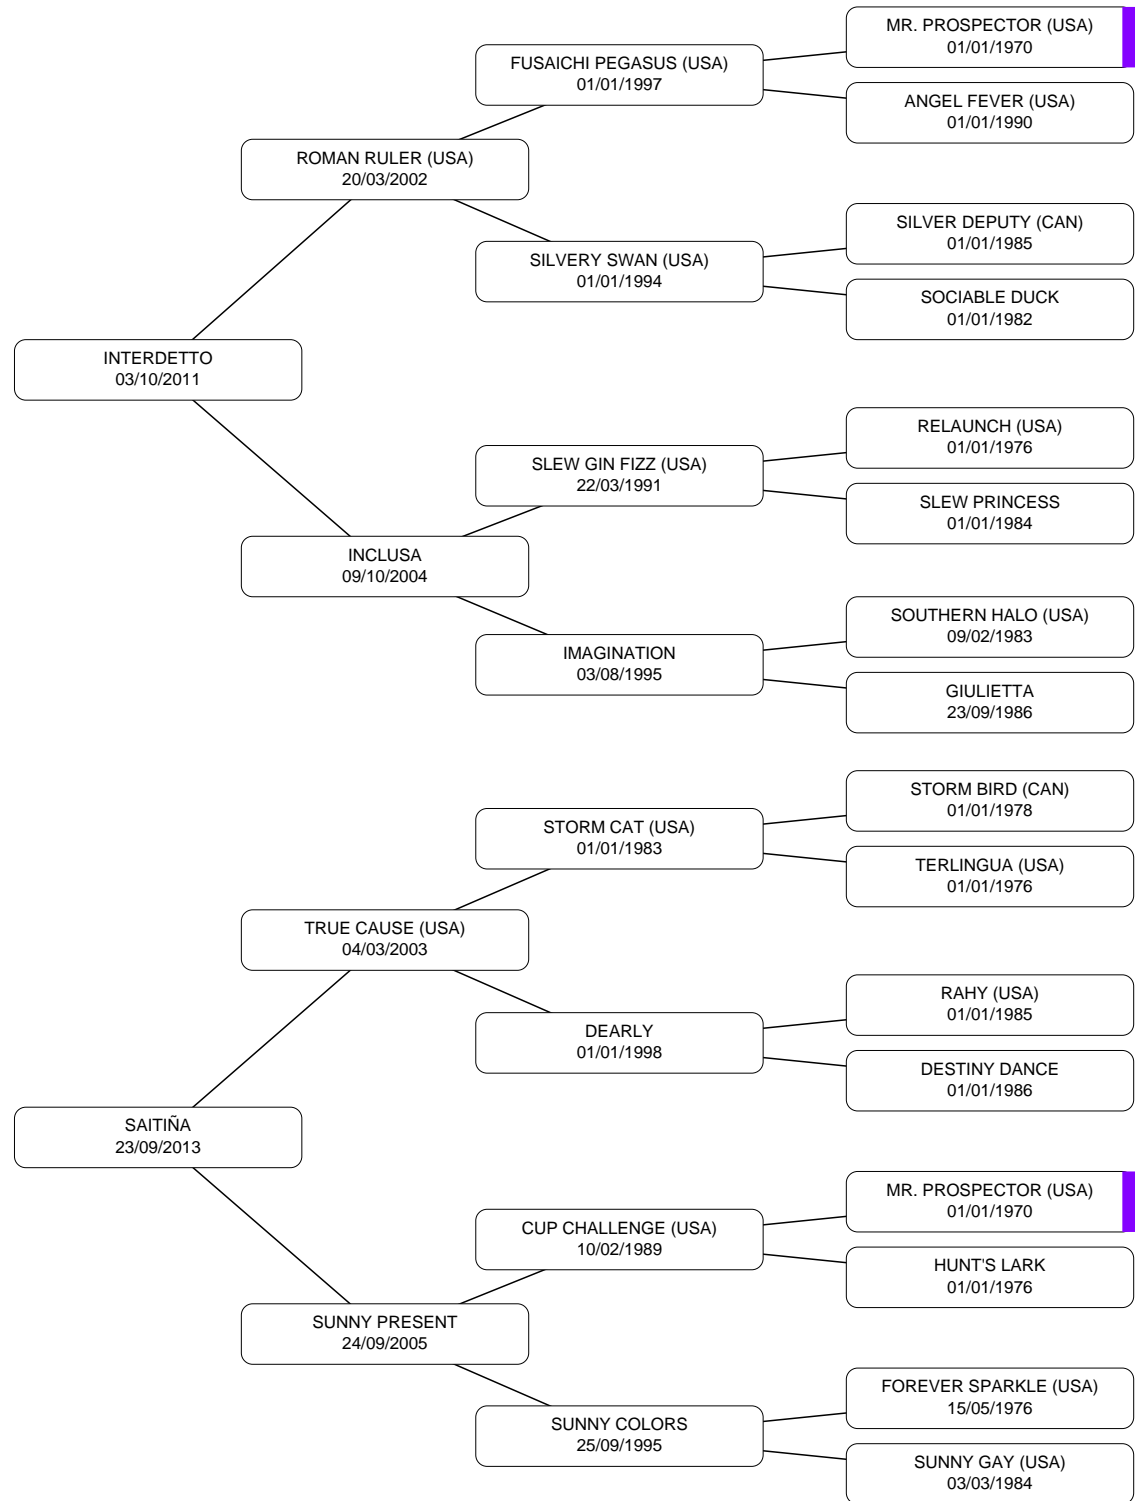 MR. PROSPECTOR (USA)
01/01/1970
FUSAICHI PEGASUS (USA)
01/01/1997
ANGEL FEVER (USA)
01/01/1990
ROMAN RULER (USA)
20/03/2002
SILVER DEPUTY (CAN)
01/01/1985
SILVERY SWAN (USA)
01/01/1994
SOCIABLE DUCK
01/01/1982
INTERDETTO
03/10/2011
RELAUNCH (USA)
01/01/1976
SLEW GIN FIZZ (USA)
22/03/1991
SLEW PRINCESS
01/01/1984
INCLUSA
09/10/2004
SOUTHERN HALO (USA)
09/02/1983
IMAGINATION
03/08/1995
GIULIETTA
23/09/1986
STORM BIRD (CAN)
01/01/1978
STORM CAT (USA)
01/01/1983
TERLINGUA (USA)
01/01/1976
TRUE CAUSE (USA)
04/03/2003
RAHY (USA)
01/01/1985
DEARLY
01/01/1998
DESTINY DANCE
01/01/1986
SAITIÑA
23/09/2013
MR. PROSPECTOR (USA)
01/01/1970
CUP CHALLENGE (USA)
10/02/1989
HUNT'S LARK
01/01/1976
SUNNY PRESENT
24/09/2005
FOREVER SPARKLE (USA)
15/05/1976
SUNNY COLORS
25/09/1995
SUNNY GAY (USA)
03/03/1984